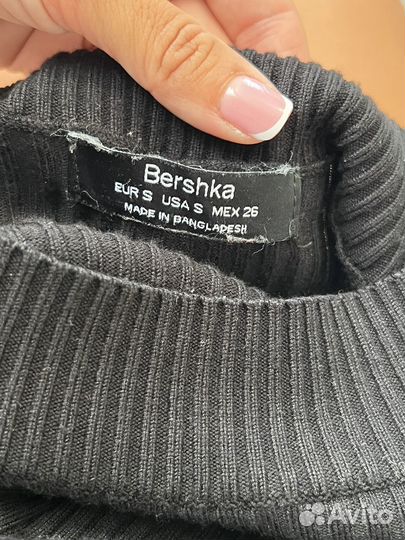 Bershka
EUR S USA S MEX 26
MADE IN BANGLADESH
Avito